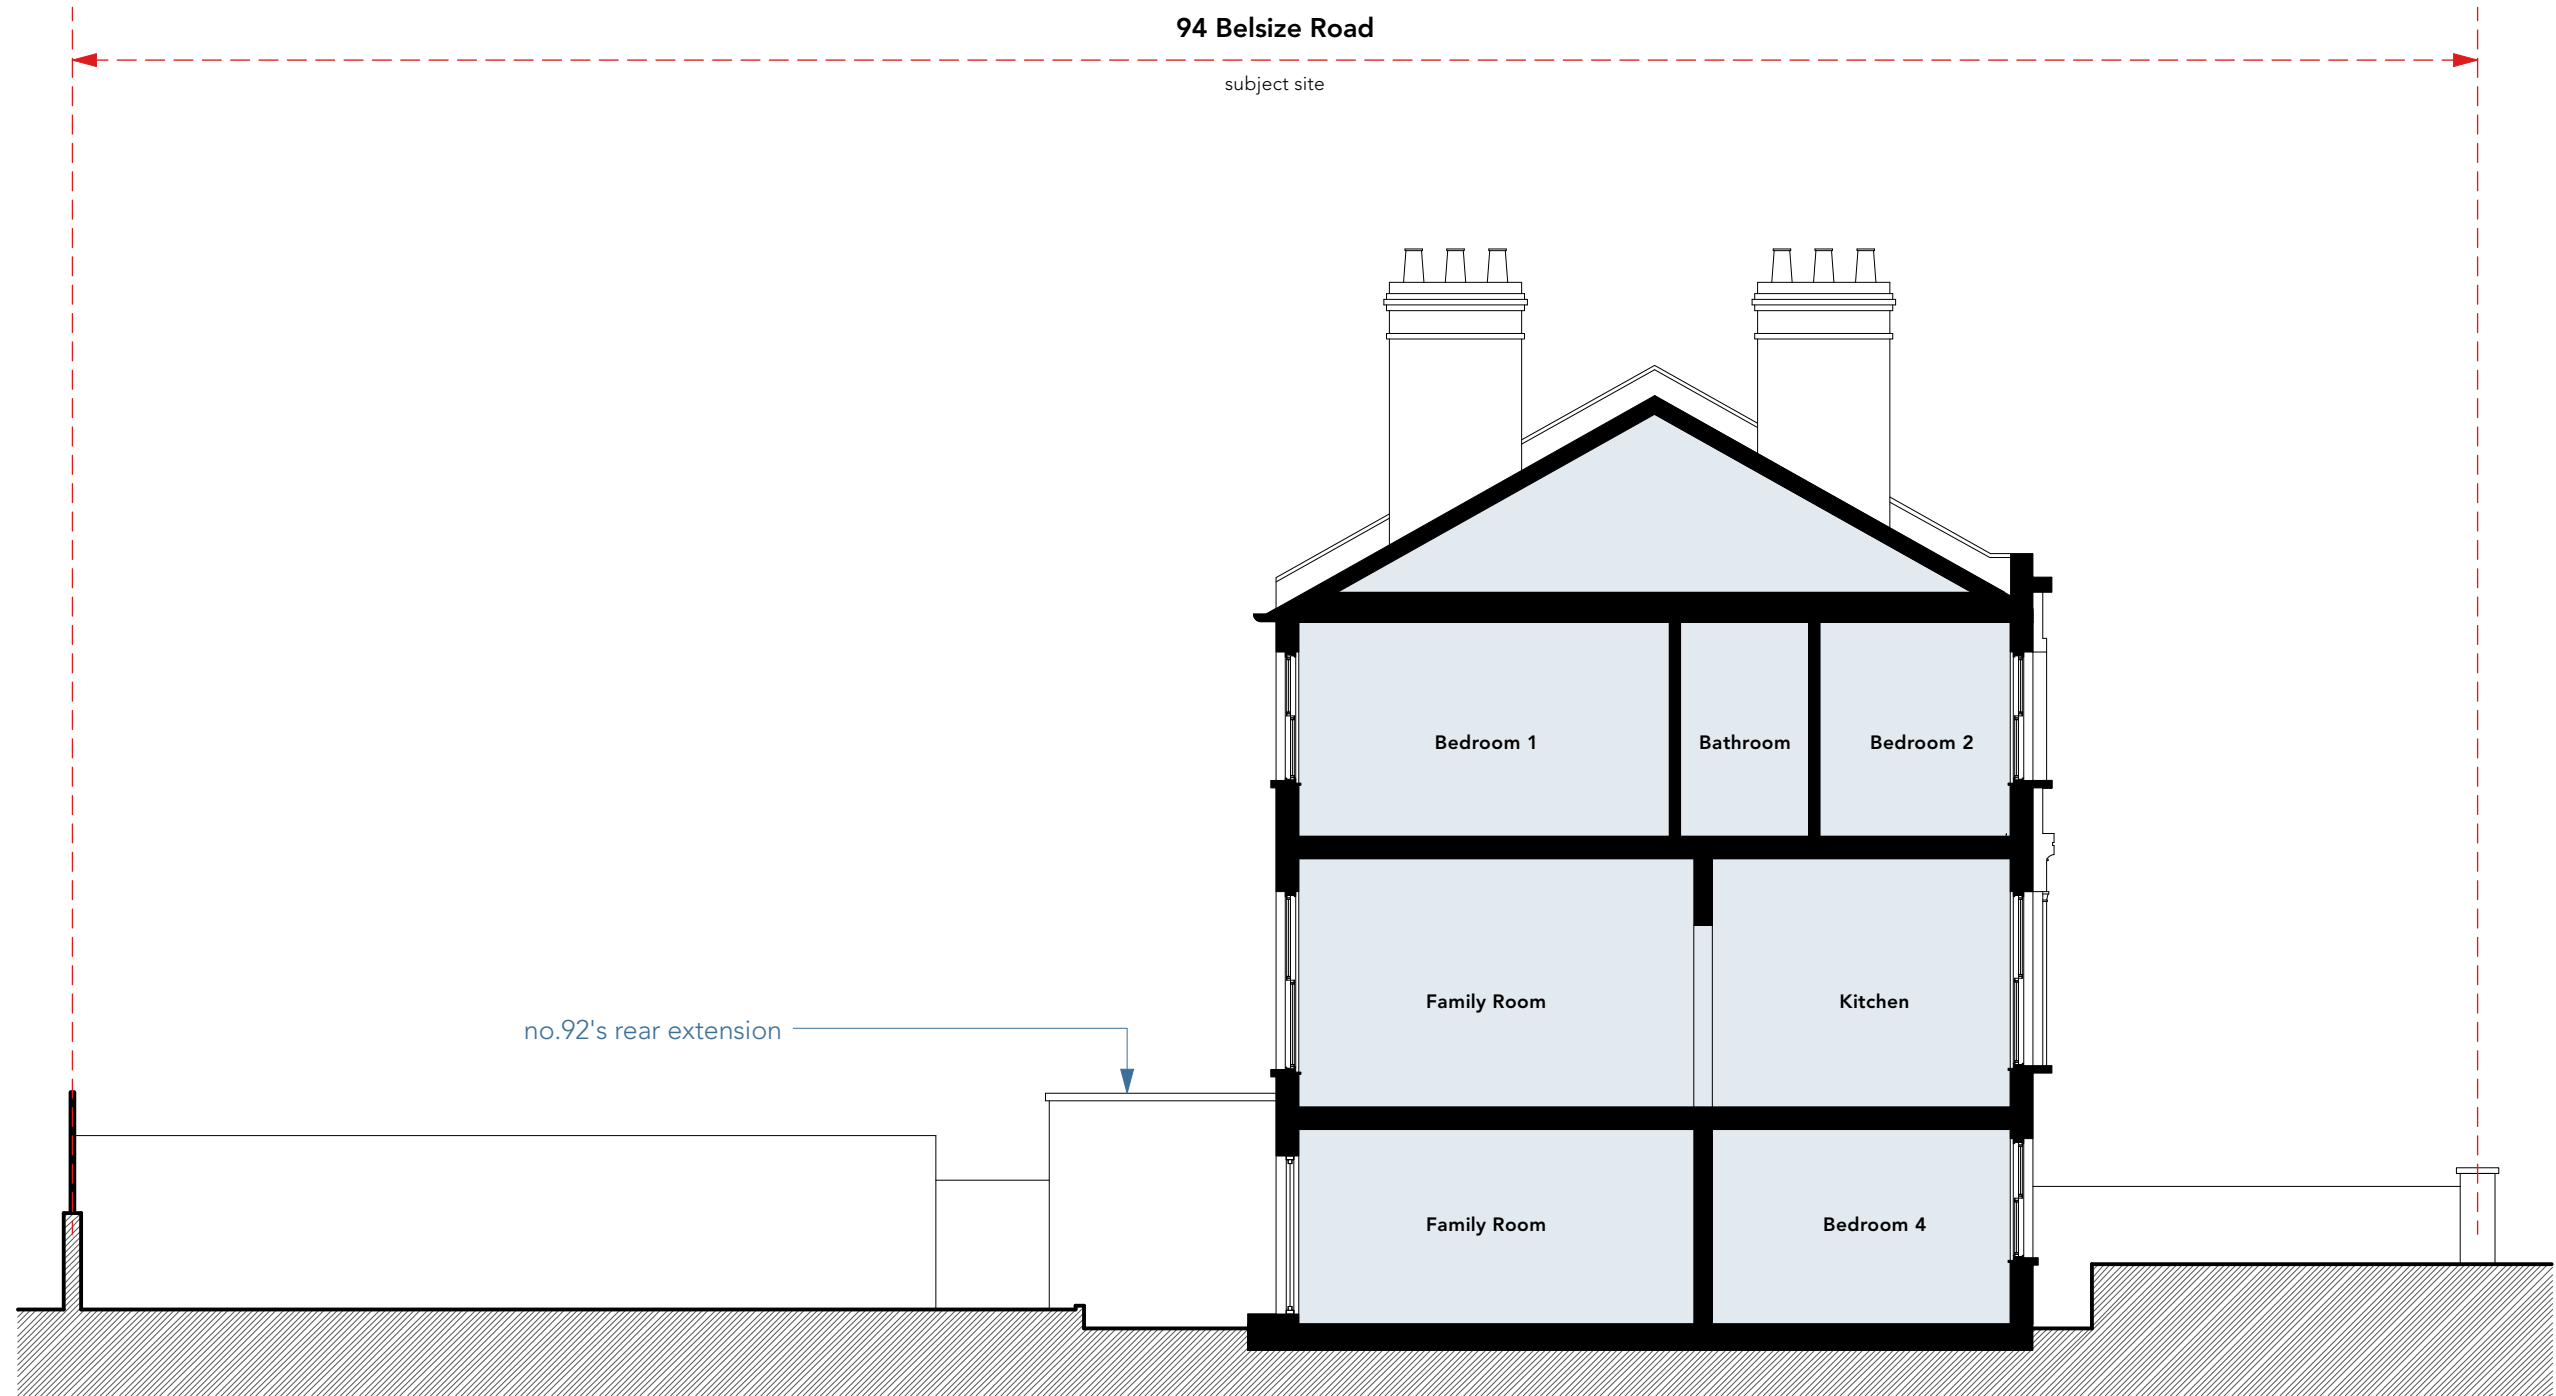 94 Belsize Road
subject site
Bedroom 1
Bathroom
Bedroom 2
Family Room
Kitchen
no.92's rear extension
Family Room
Bedroom 4